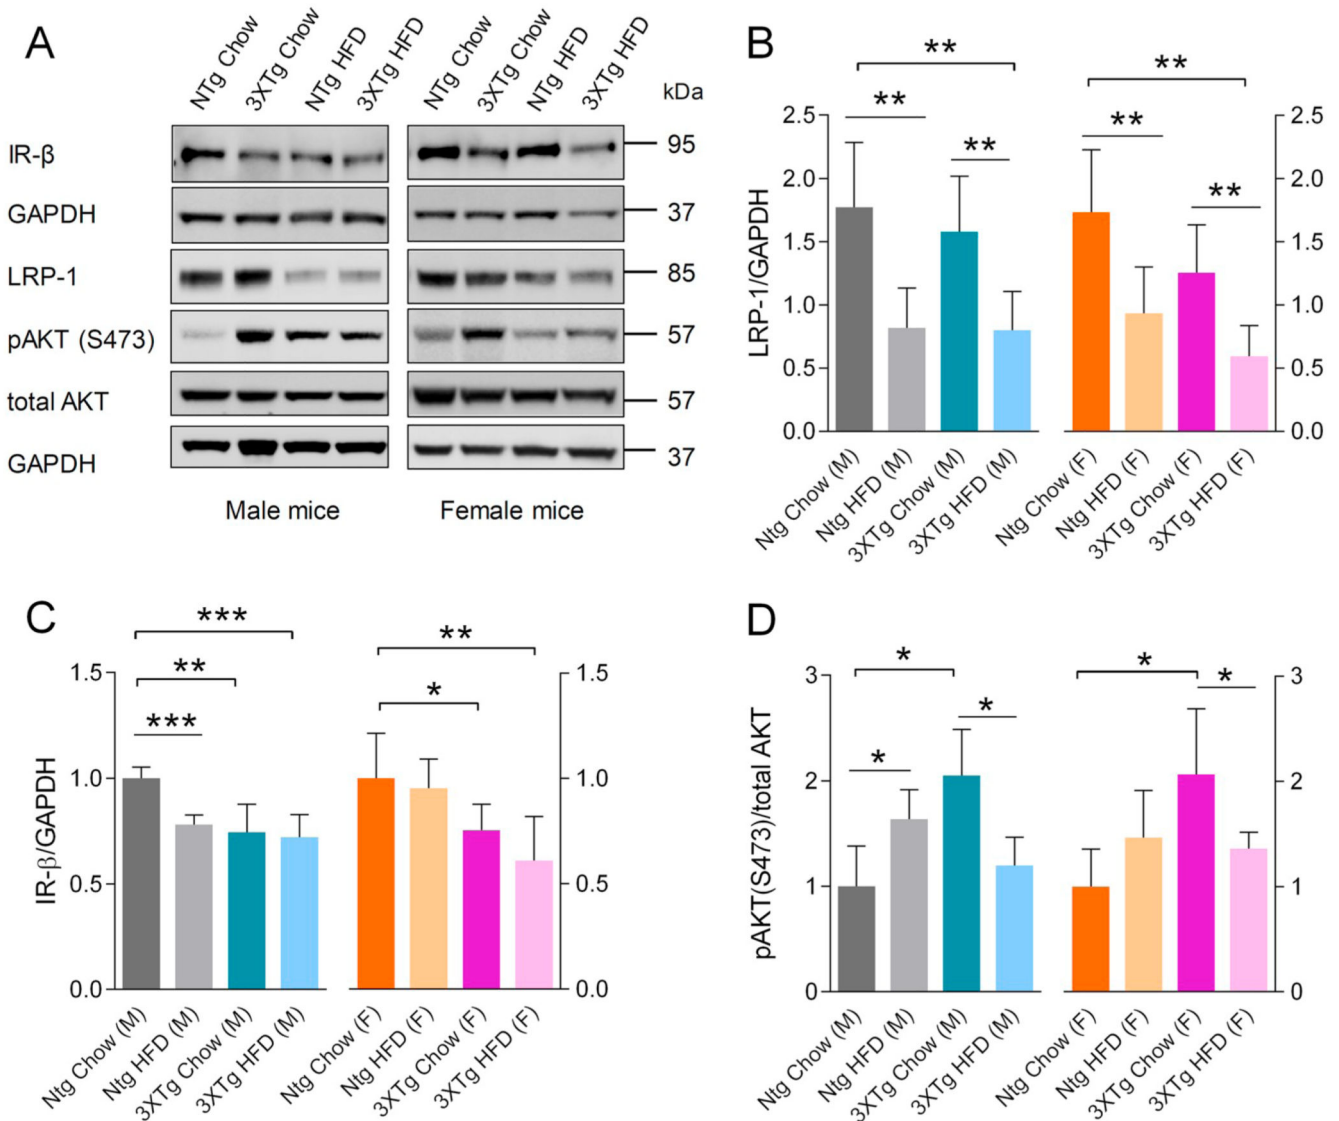 A
NTg Chow
3XTg Chow
NTg HFD
3XTg HFD
NTg Chow
3XTg Chow
NTg HFD
3XTg HFD
kDa
IR-β
95
GAPDH
37
LRP-1
85
pAKT (S473)
57
total AKT
57
GAPDH
37
Male mice
Female mice
B
**
**
**
**
**
**
LRP-1/GAPDH
2.5
2.0
1.5
1.0
0.5
0.0
2.5
2.0
1.5
1.0
0.5
0.0
Ntg Chow (M)
Ntg HFD (M)
3XTg Chow (M)
3XTg HFD (M)
Ntg Chow (F)
Ntg HFD (F)
3XTg Chow (F)
3XTg HFD (F)
C
***
**
***
**
*
IR-β/GAPDH
1.5
1.0
0.5
0.0
1.5
1.0
0.5
0.0
Ntg Chow (M)
Ntg HFD (M)
3XTg Chow (M)
3XTg HFD (M)
Ntg Chow (F)
Ntg HFD (F)
3XTg Chow (F)
3XTg HFD (F)
D
*
*
*
*
*
pAKT(S473)/total AKT
3
2
1
0
3
2
1
0
Ntg Chow (M)
Ntg HFD (M)
3XTg Chow (M)
3XTg HFD (M)
Ntg Chow (F)
Ntg HFD (F)
3XTg Chow (F)
3XTg HFD (F)